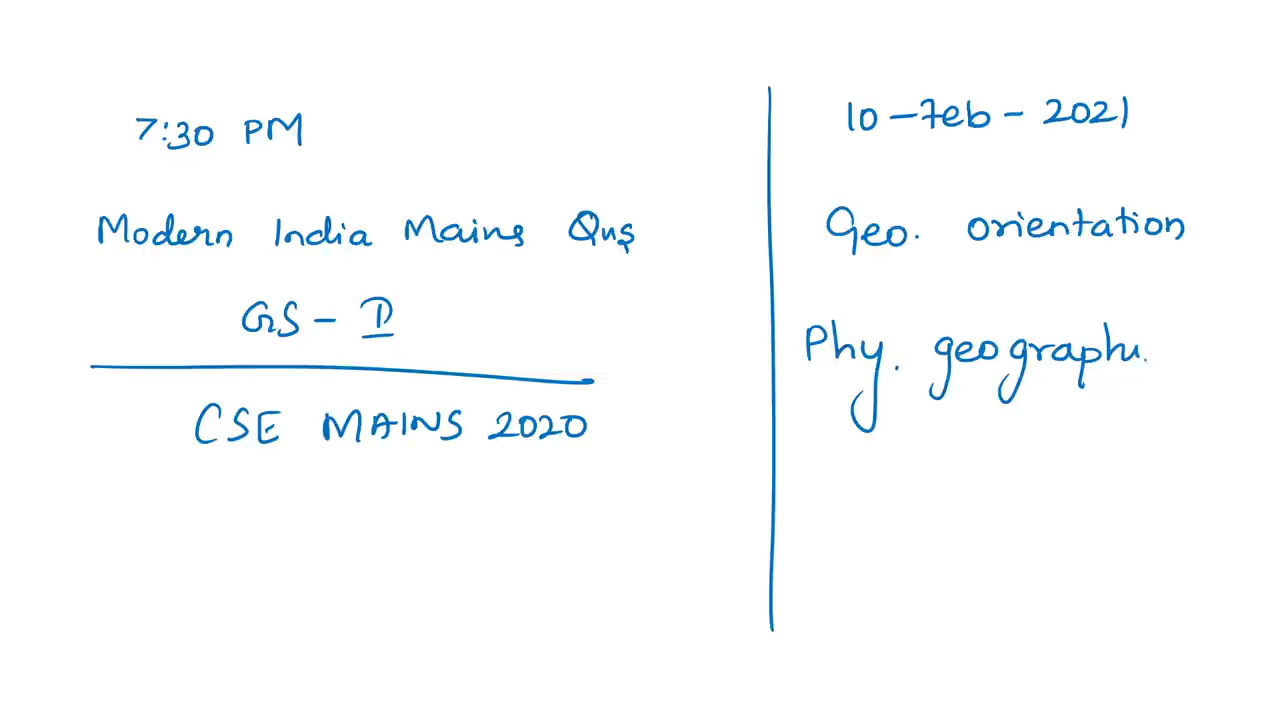 7:30 PM
Modern India Mains Qns
GS - I
CSE MAINS 2020
10 - Feb - 2021
Geo. orientation
Phy. geography